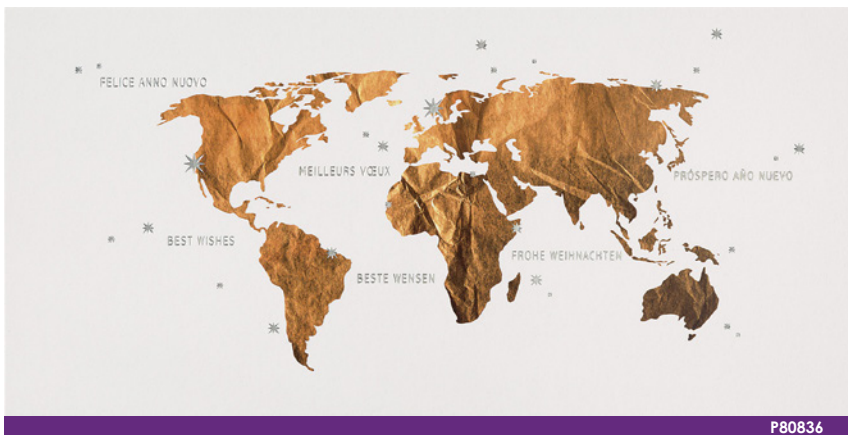 FELICE ANNO NUOVO
MEILLEURS VŒUX
PRÓSPERO AÑO NUEVO
BEST WISHES
FROHE WEIHNACHTEN
BESTE WENSEN
P80836